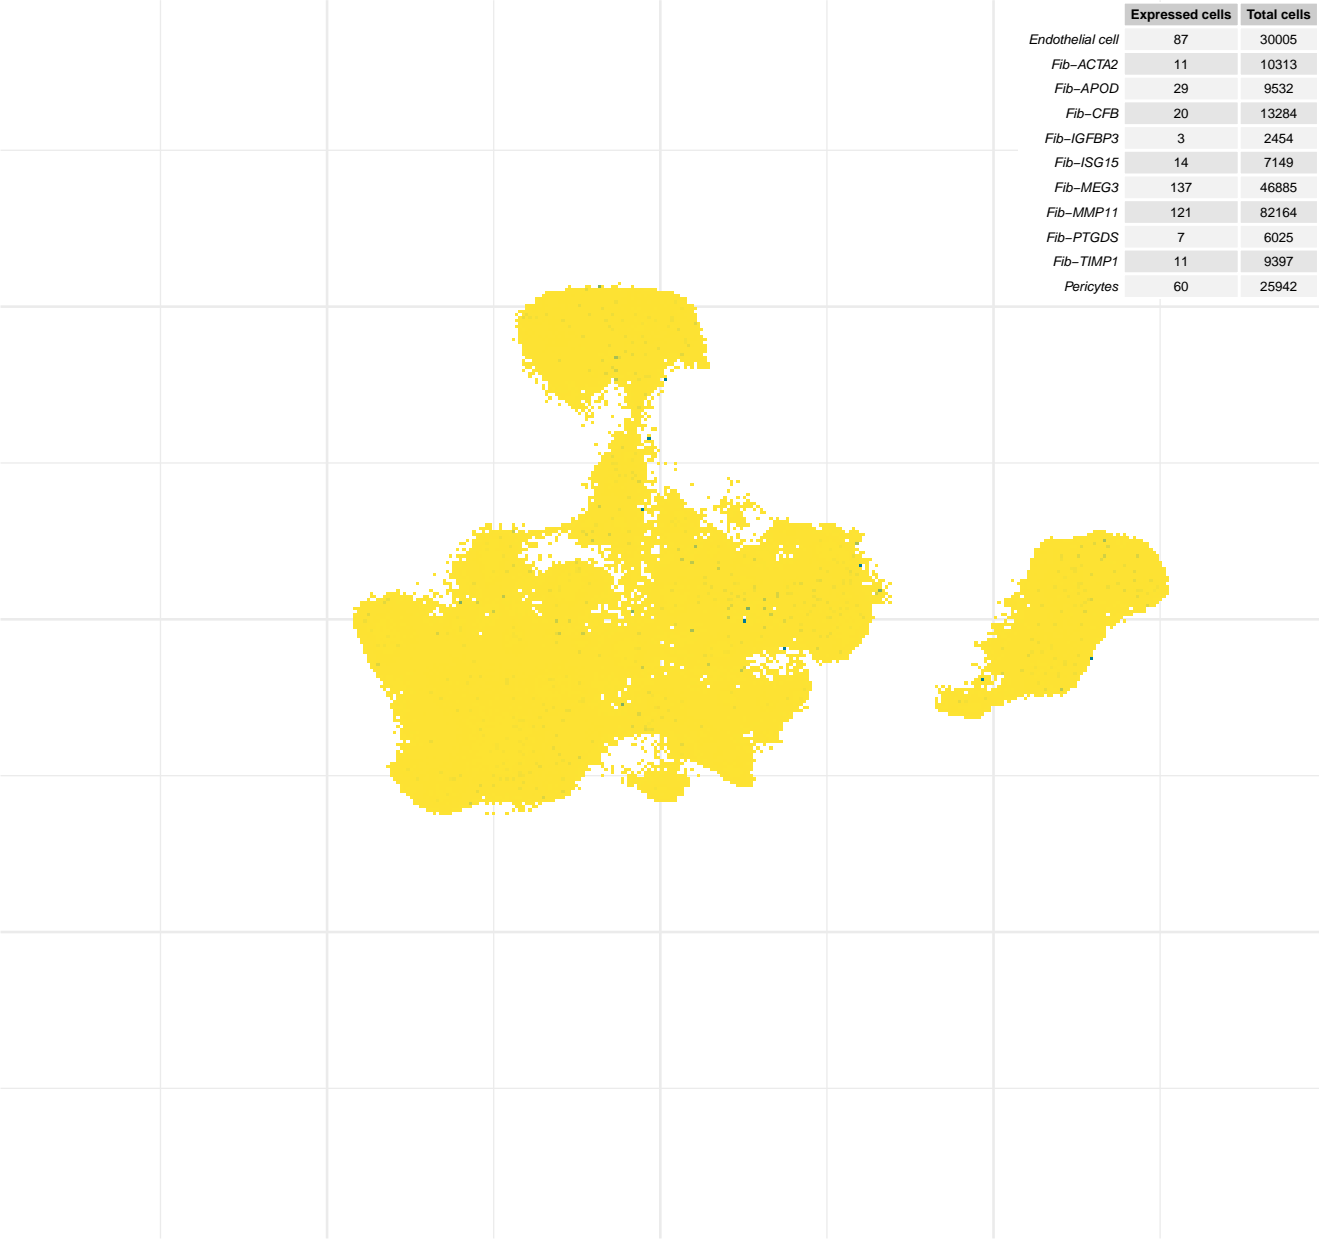 Expressed cells Total cells
Endothelial cell 87 30005
Fib−ACTA2 11 10313
Fib−APOD 29 9532
Fib−CFB 20 13284
Fib−IGFBP3 3 2454
Fib−ISG15 14 7149
Fib−MEG3 137 46885
Fib−MMP11 121 82164
Fib−PTGDS 7 6025
Fib−TIMP1 11 9397
Pericytes 60 25942